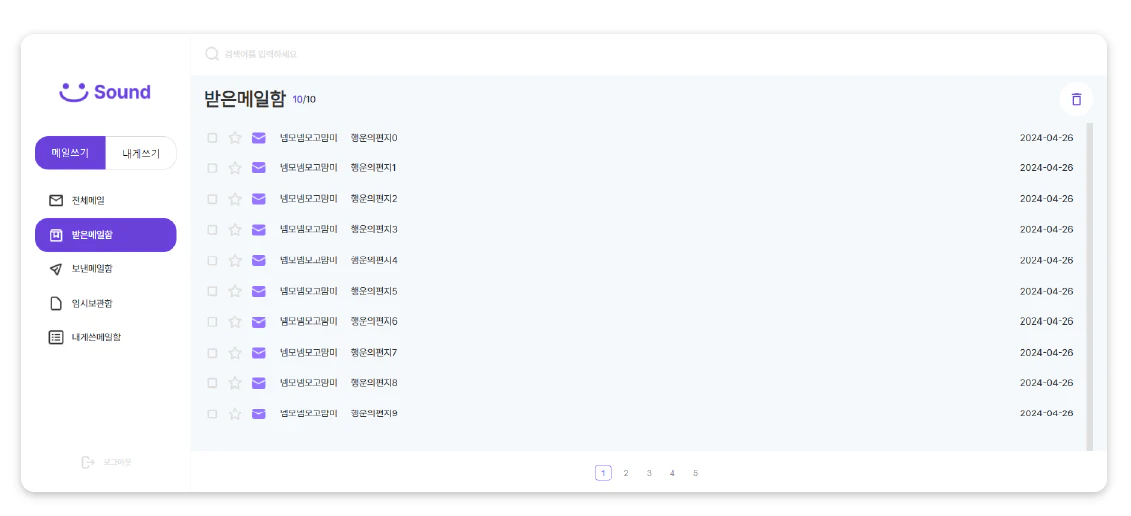 검색어를 입력하세요
Sound
받은메일함 10/10
메일쓰기 내게쓰기
넴모넴모고맘미 행운의편지0 2024-04-26
넴모넴모고맘미 행운의편지1 2024-04-26
넴모넴모고맘미 행운의편지2 2024-04-26
넴모넴모고맘미 행운의편지3 2024-04-26
넴모넴모고맘미 행운의편지4 2024-04-26
넴모넴모고맘미 행운의편지5 2024-04-26
넴모넴모고맘미 행운의편지6 2024-04-26
넴모넴모고맘미 행운의편지7 2024-04-26
넴모넴모고맘미 행운의편지8 2024-04-26
넴모넴모고맘미 행운의편지9 2024-04-26
전체메일
받은메일함
보낸메일함
임시보관함
내게쓴메일함
로그아웃
1 2 3 4 5